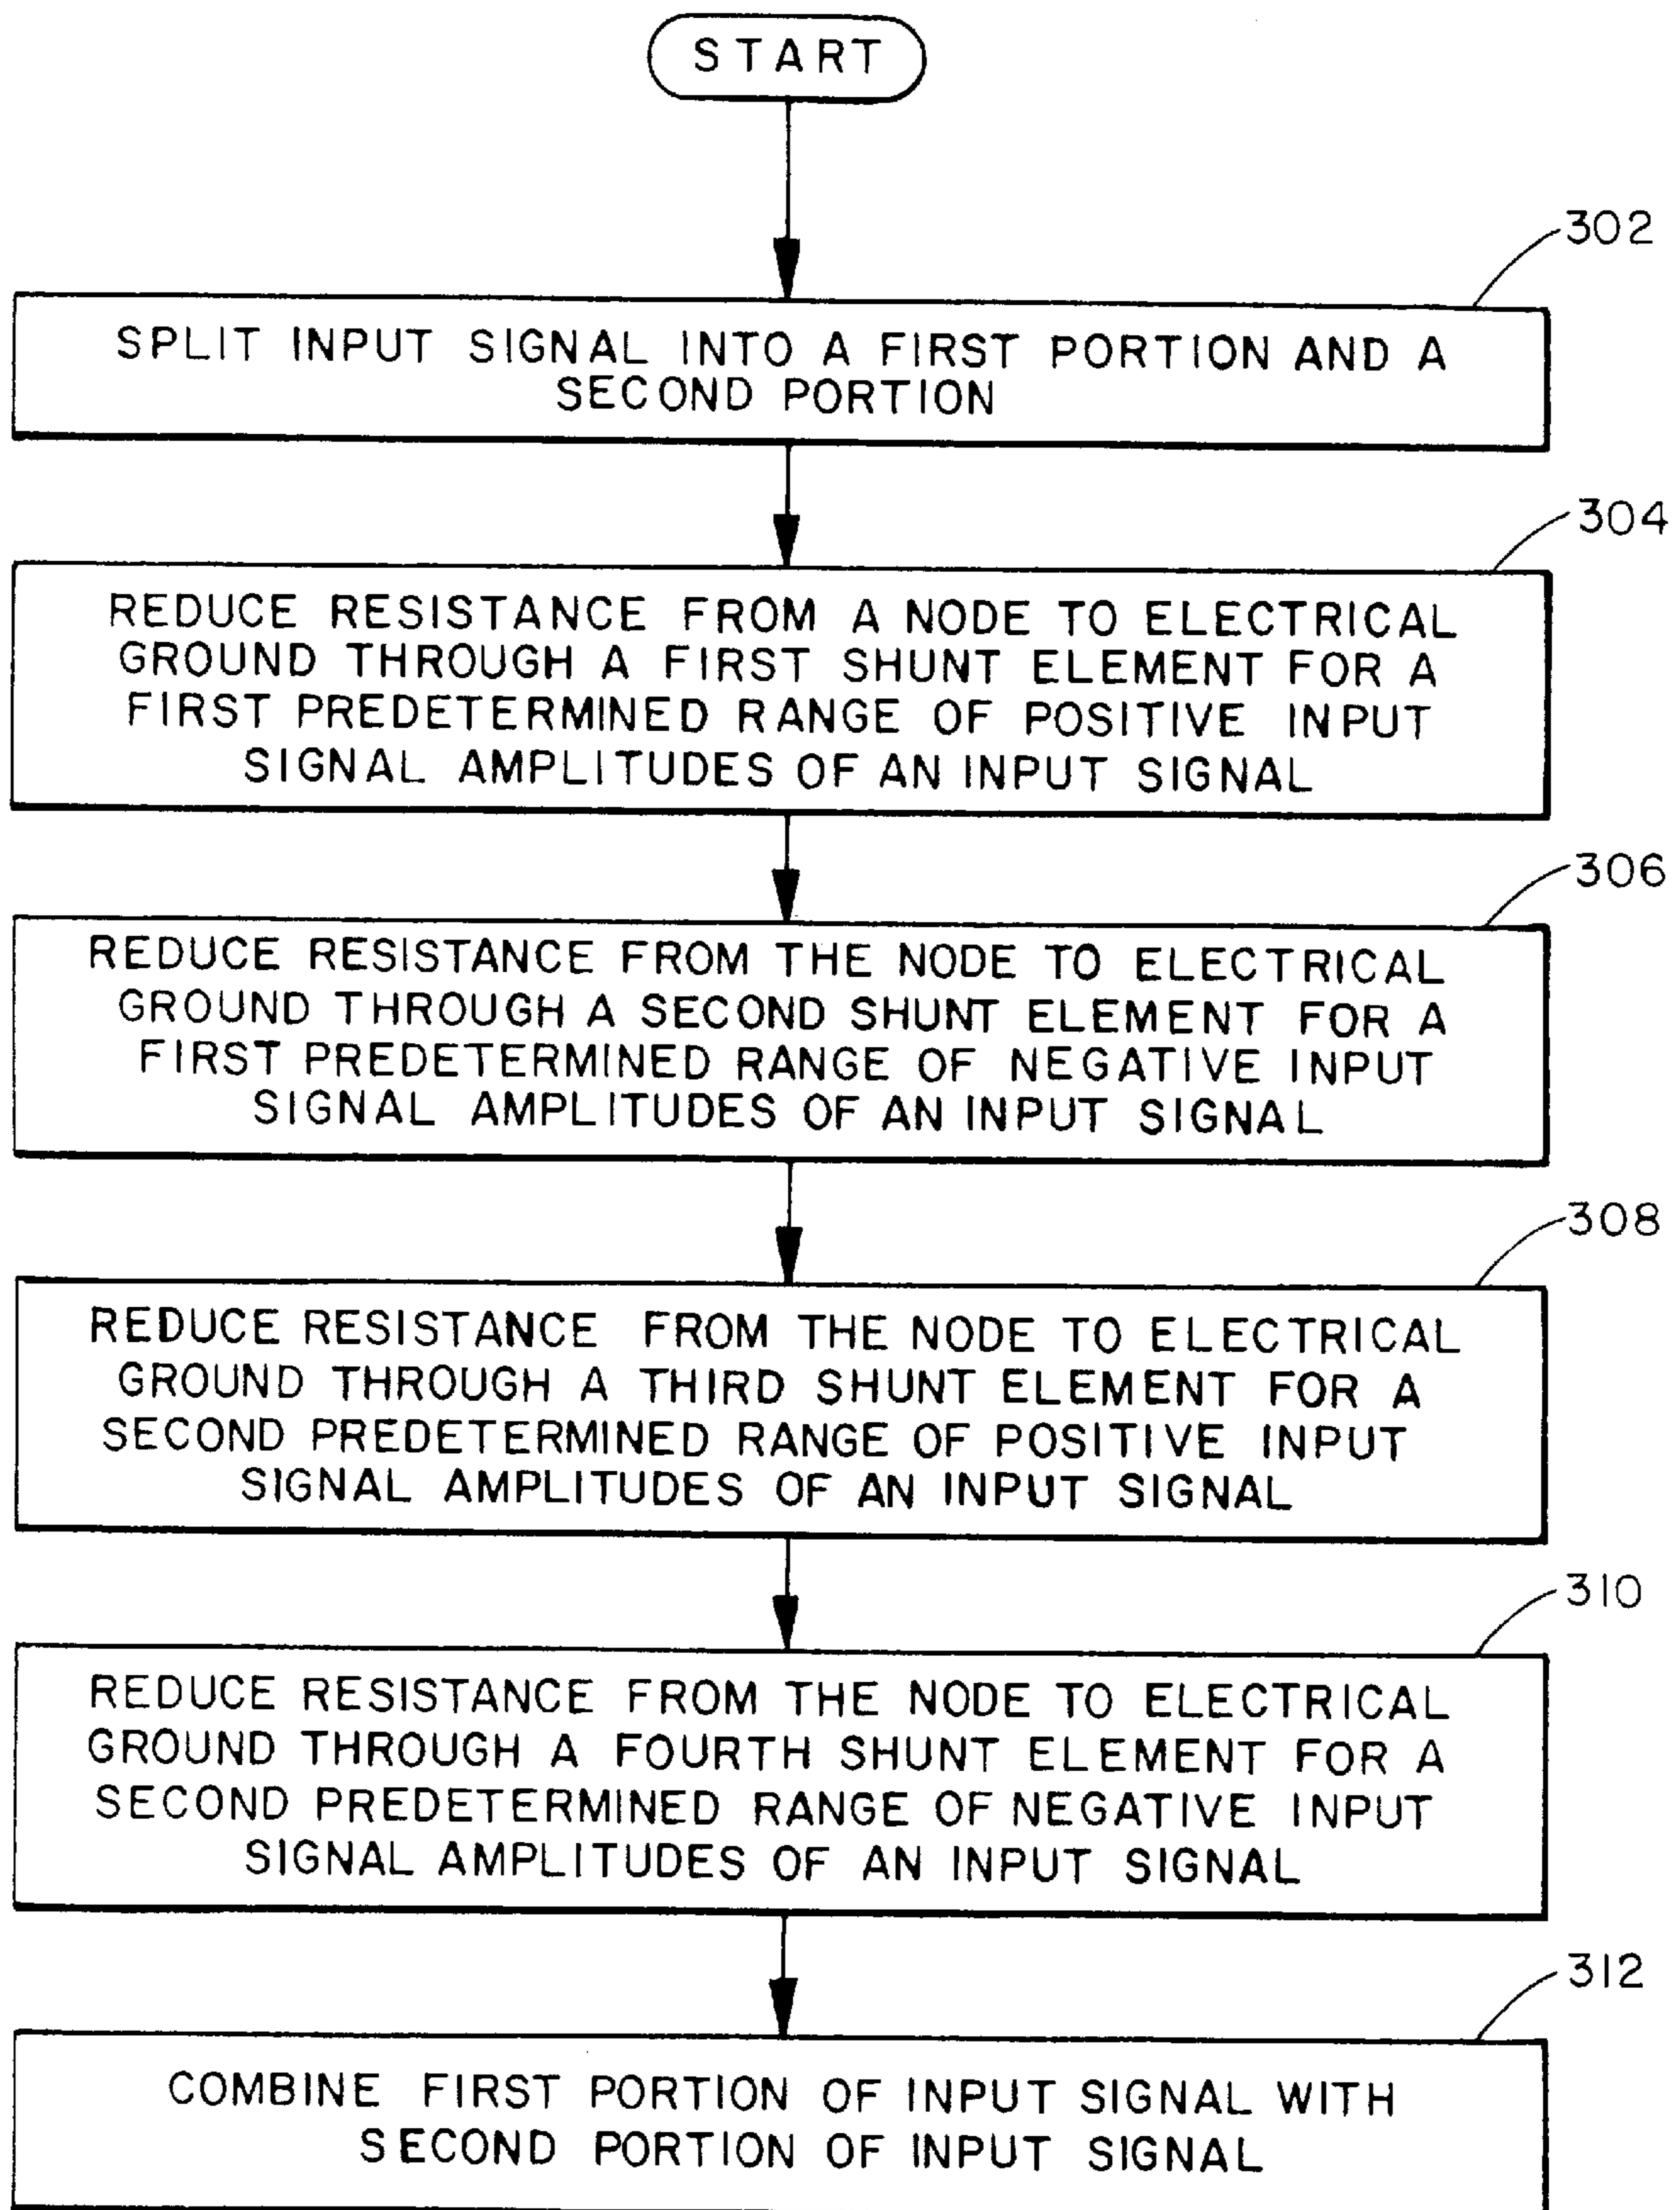 START
302
SPLIT INPUT SIGNAL INTO A FIRST PORTION AND A
SECOND PORTION
304
REDUCE RESISTANCE FROM A NODE TO ELECTRICAL
GROUND THROUGH A FIRST SHUNT ELEMENT FOR A
FIRST PREDETERMINED RANGE OF POSITIVE INPUT
SIGNAL AMPLITUDES OF AN INPUT SIGNAL
306
REDUCE RESISTANCE FROM THE NODE TO ELECTRICAL
GROUND THROUGH A SECOND SHUNT ELEMENT FOR A
FIRST PREDETERMINED RANGE OF NEGATIVE INPUT
SIGNAL AMPLITUDES OF AN INPUT SIGNAL
308
REDUCE RESISTANCE FROM THE NODE TO ELECTRICAL
GROUND THROUGH A THIRD SHUNT ELEMENT FOR A
SECOND PREDETERMINED RANGE OF POSITIVE INPUT
SIGNAL AMPLITUDES OF AN INPUT SIGNAL
310
REDUCE RESISTANCE FROM THE NODE TO ELECTRICAL
GROUND THROUGH A FOURTH SHUNT ELEMENT FOR A
SECOND PREDETERMINED RANGE OF NEGATIVE INPUT
SIGNAL AMPLITUDES OF AN INPUT SIGNAL
312
COMBINE FIRST PORTION OF INPUT SIGNAL WITH
SECOND PORTION OF INPUT SIGNAL